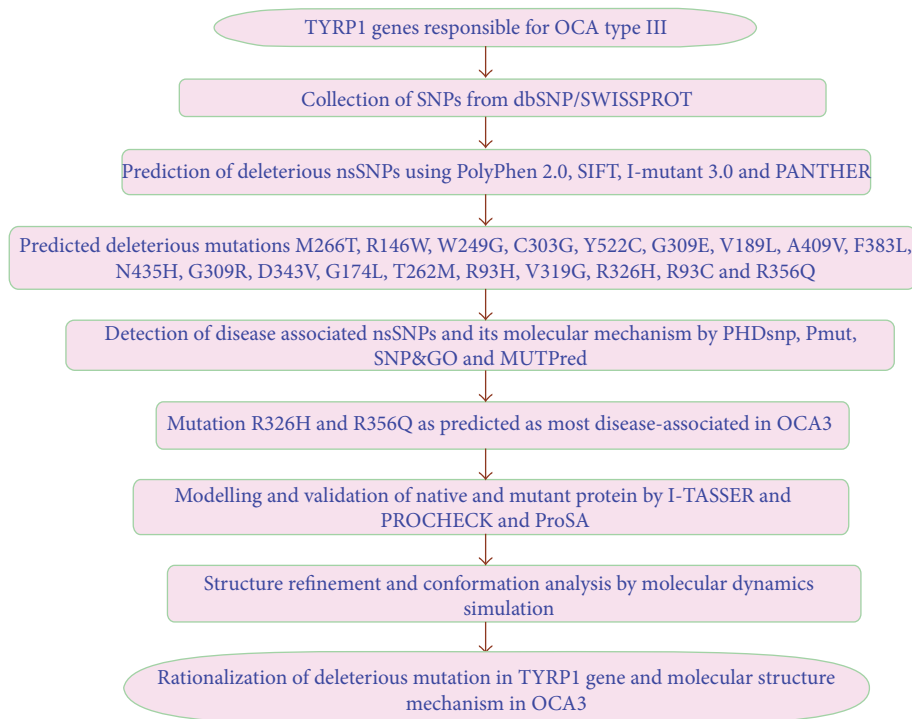 TYRP1 genes responsible for OCA type III
Collection of SNPs from dbSNP/SWISSPROT
Prediction of deleterious nsSNPs using PolyPhen 2.0, SIFT, I-mutant 3.0 and PANTHER
Predicted deleterious mutations M266T, R146W, W249G, C303G, Y522C, G309E, V189L, A409V, F383L,
N435H, G309R, D343V, G174L, T262M, R93H, V319G, R326H, R93C and R356Q
Detection of disease associated nsSNPs and its molecular mechanism by PHDsnp, Pmut,
SNP&GO and MUTPred
Mutation R326H and R356Q as predicted as most disease-associated in OCA3
Modelling and validation of native and mutant protein by I-TASSER and
PROCHECK and ProSA
Structure refinement and conformation analysis by molecular dynamics
simulation
Rationalization of deleterious mutation in TYRP1 gene and molecular structure
mechanism in OCA3